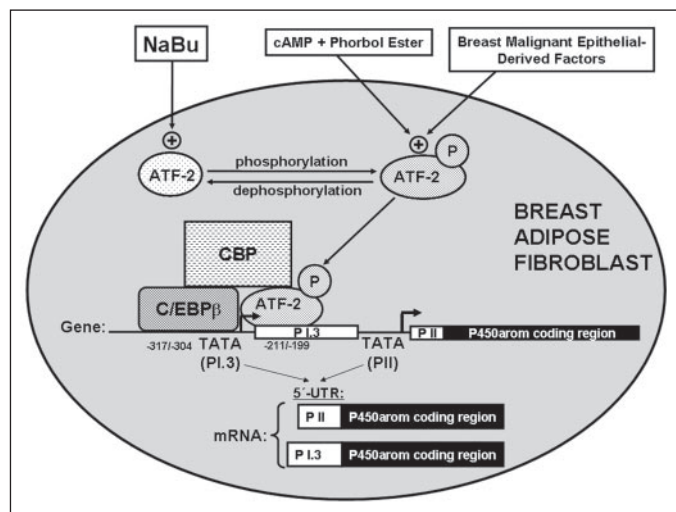 NaBu
cAMP + Phorbol Ester
Breast Malignant Epithelial-
Derived Factors
+
+
P
ATF-2
phosphorylation
dephosphorylation
ATF-2
BREAST
ADIPOSE
FIBROBLAST
CBP
P
C/EBPβ
ATF-2
Gene:
P I.3
P II
P450arom coding region
-317/-304
TATA
(PI.3)
-211/-199
TATA
(PII)
5´-UTR:
mRNA:
P II
P450arom coding region
P I.3
P450arom coding region